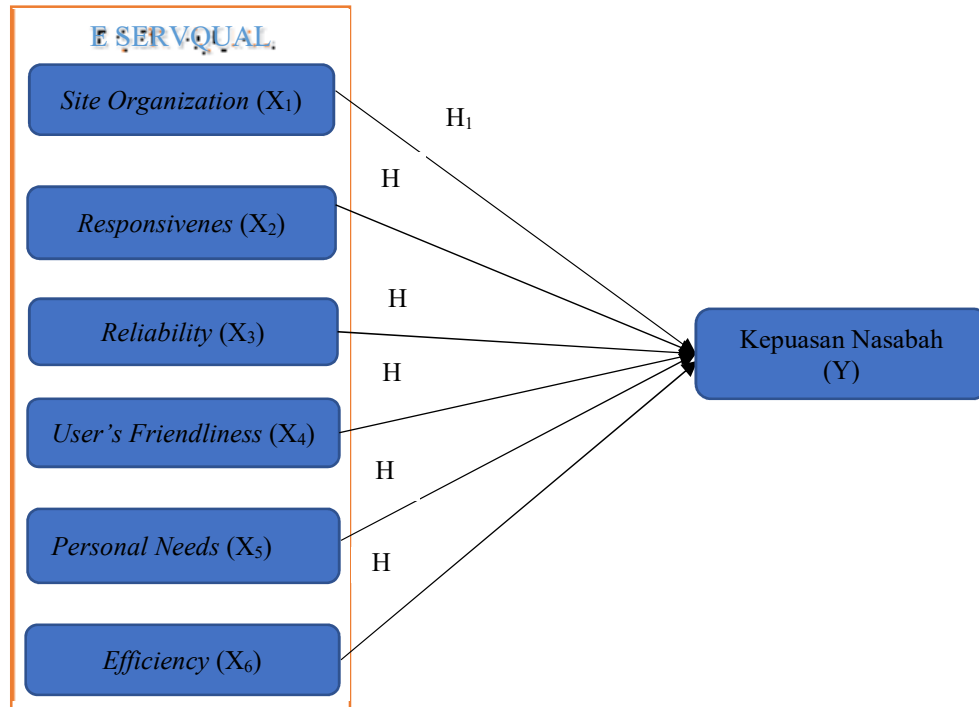 E SERVQUAL
Site Organization (X₁)
H₁
H
Responsivenes (X₂)
H
Reliability (X₃)
Kepuasan Nasabah
(Y)
H
User’s Friendliness (X₄)
H
Personal Needs (X₅)
H
Efficiency (X₆)